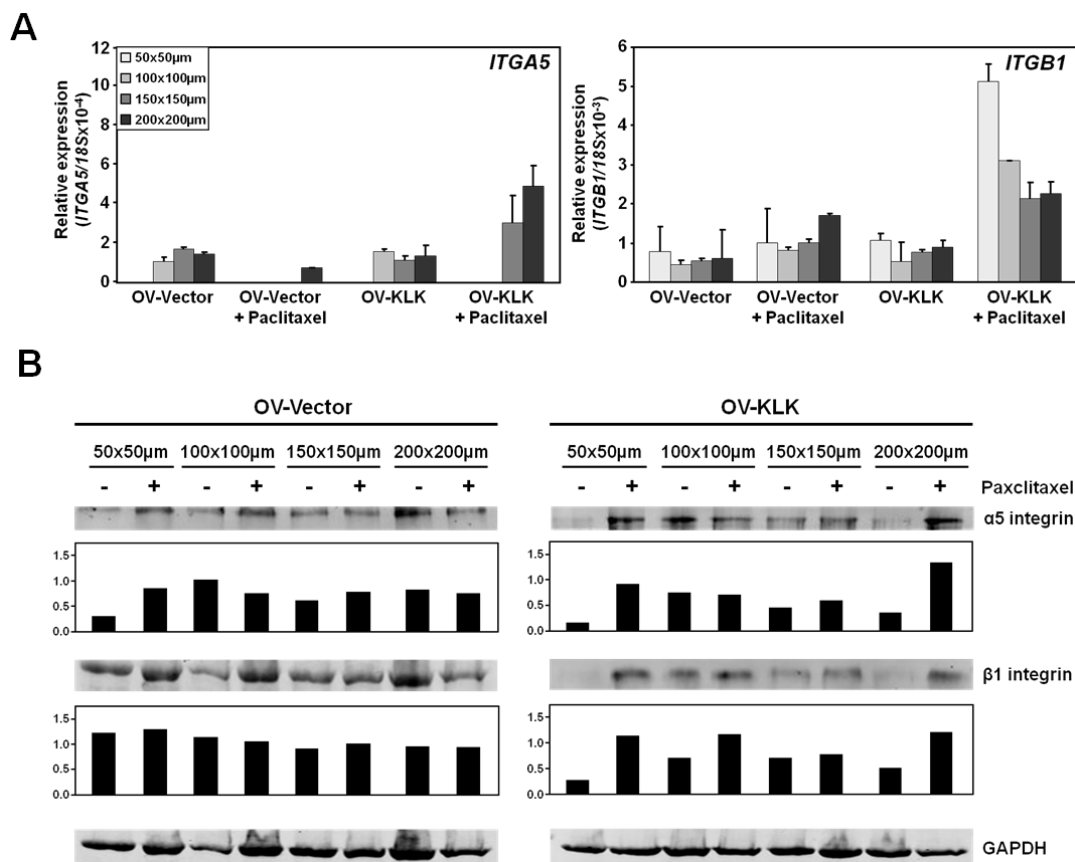 A
12
10
8
6
4
2
0
Relative expression
(ITGA5/18Sx10⁻⁴)
50x50µm
100x100µm
150x150µm
200x200µm
ITGA5
OV-Vector
OV-Vector
+ Paclitaxel
OV-KLK
OV-KLK
+ Paclitaxel
6
5
4
3
2
1
0
Relative expression
(ITGB1/18Sx10⁻³)
ITGB1
OV-Vector
OV-Vector
+ Paclitaxel
OV-KLK
OV-KLK
+ Paclitaxel
B
OV-Vector OV-KLK
50x50µm 100x100µm 150x150µm 200x200µm 50x50µm 100x100µm 150x150µm 200x200µm
- + - + - + - + - + - + - + - + Paxclitaxel
α5 integrin
1.5 1.5
1.0 1.0
0.5 0.5
0.0 0.0
β1 integrin
1.5 1.5
1.0 1.0
0.5 0.5
0.0 0.0
GAPDH